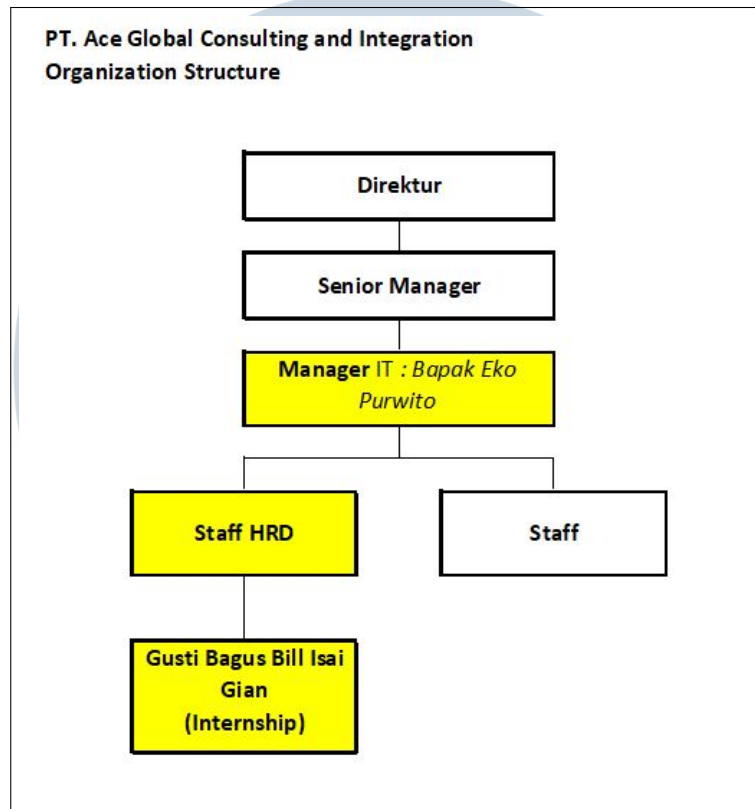 PT. Ace Global Consulting and Integration
Organization Structure
Direktur
Senior Manager
Manager IT : Bapak Eko
Purwito
Staff HRD
Staff
Gusti Bagus Bill Isai
Gian
(Internship)